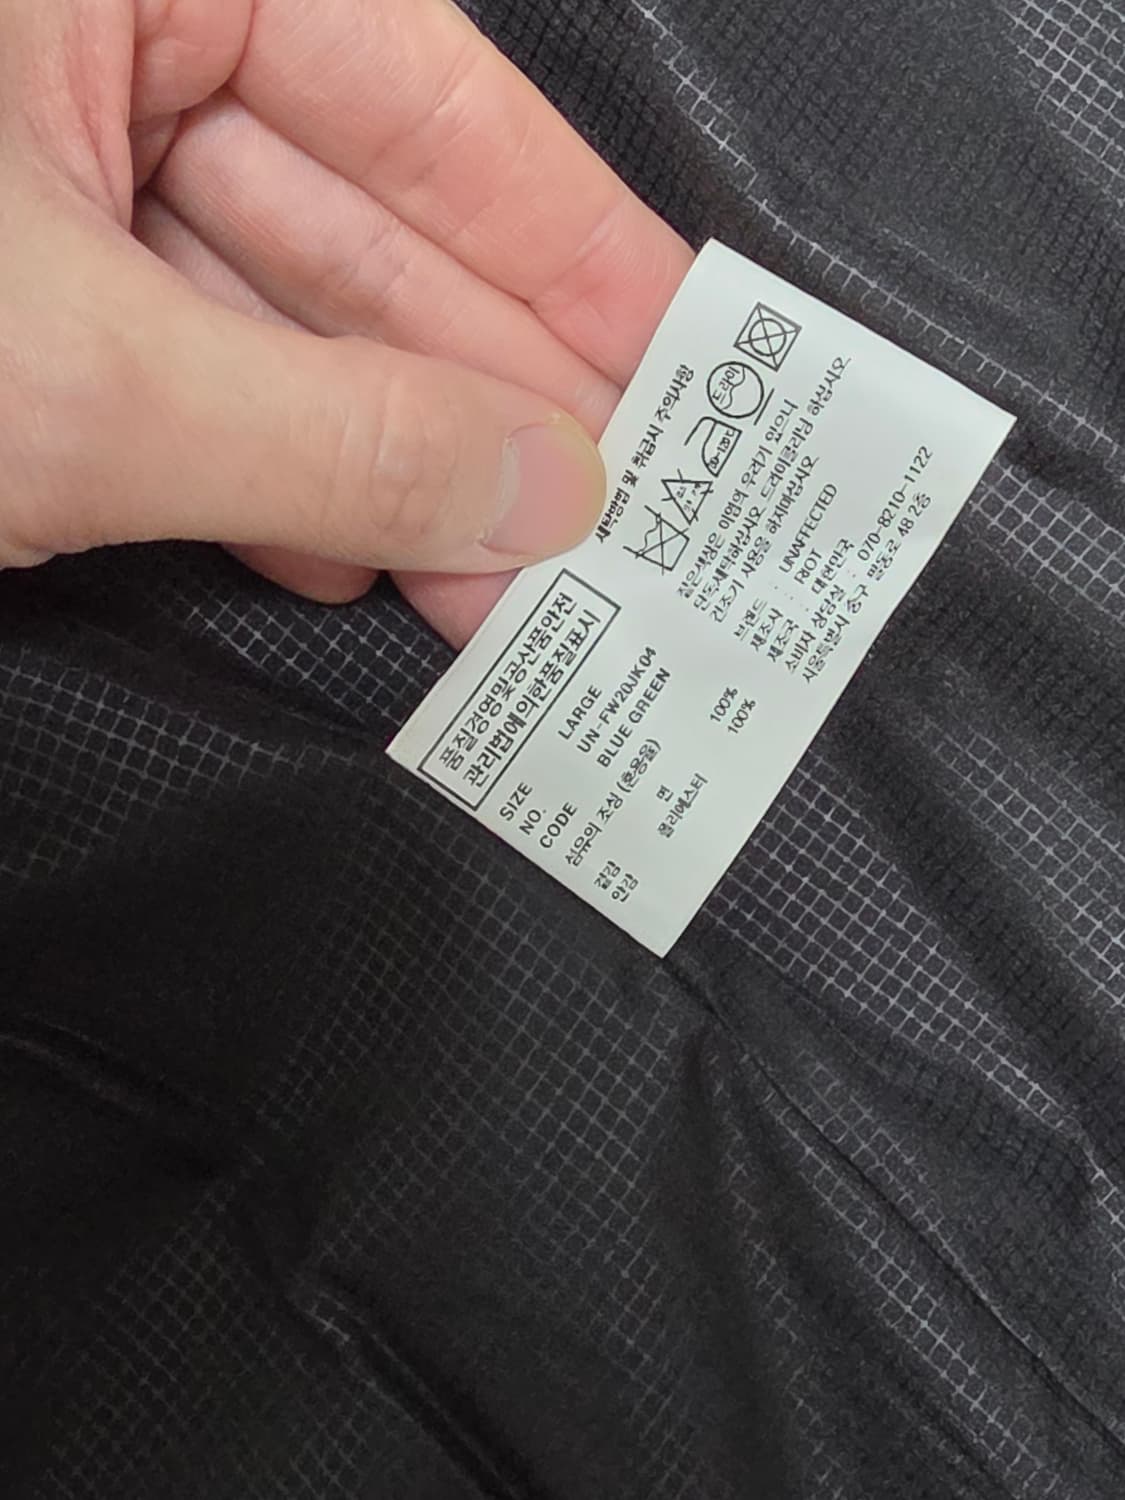 품질경영및공산품안전
관리법에의한품질표시
SIZE LARGE
NO. UN-FW20JK04
CODE BLUE GREEN
섬유의 조성 (혼용율)
겉감 면 100%
안감 폴리에스터 100%
세탁방법 및 취급시 주의사항
드라이
짙은색상은 이염의 우려가 있으니
단독세탁하십시오. 드라이클리닝 하십시오
건조기 사용을 하지마십시오
브랜드 : UNAFFECTED
제조사 : RIOT
제조국 : 대한민국
소비자 상담실 : 070-8210-1122
서울특별시 중구 48 2층